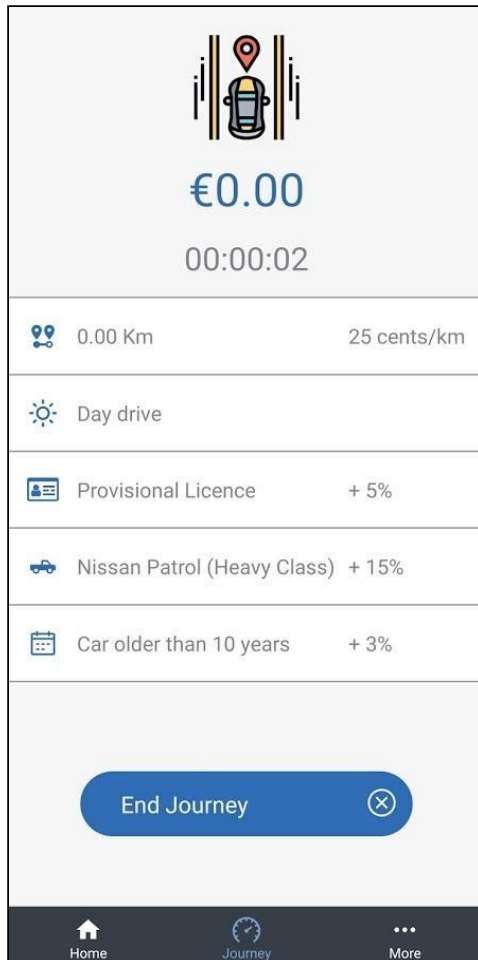 €0.00
00:00:02
0.00 Km 25 cents/km
Day drive
Provisional Licence + 5%
Nissan Patrol (Heavy Class) + 15%
Car older than 10 years + 3%
End Journey
Home Journey More